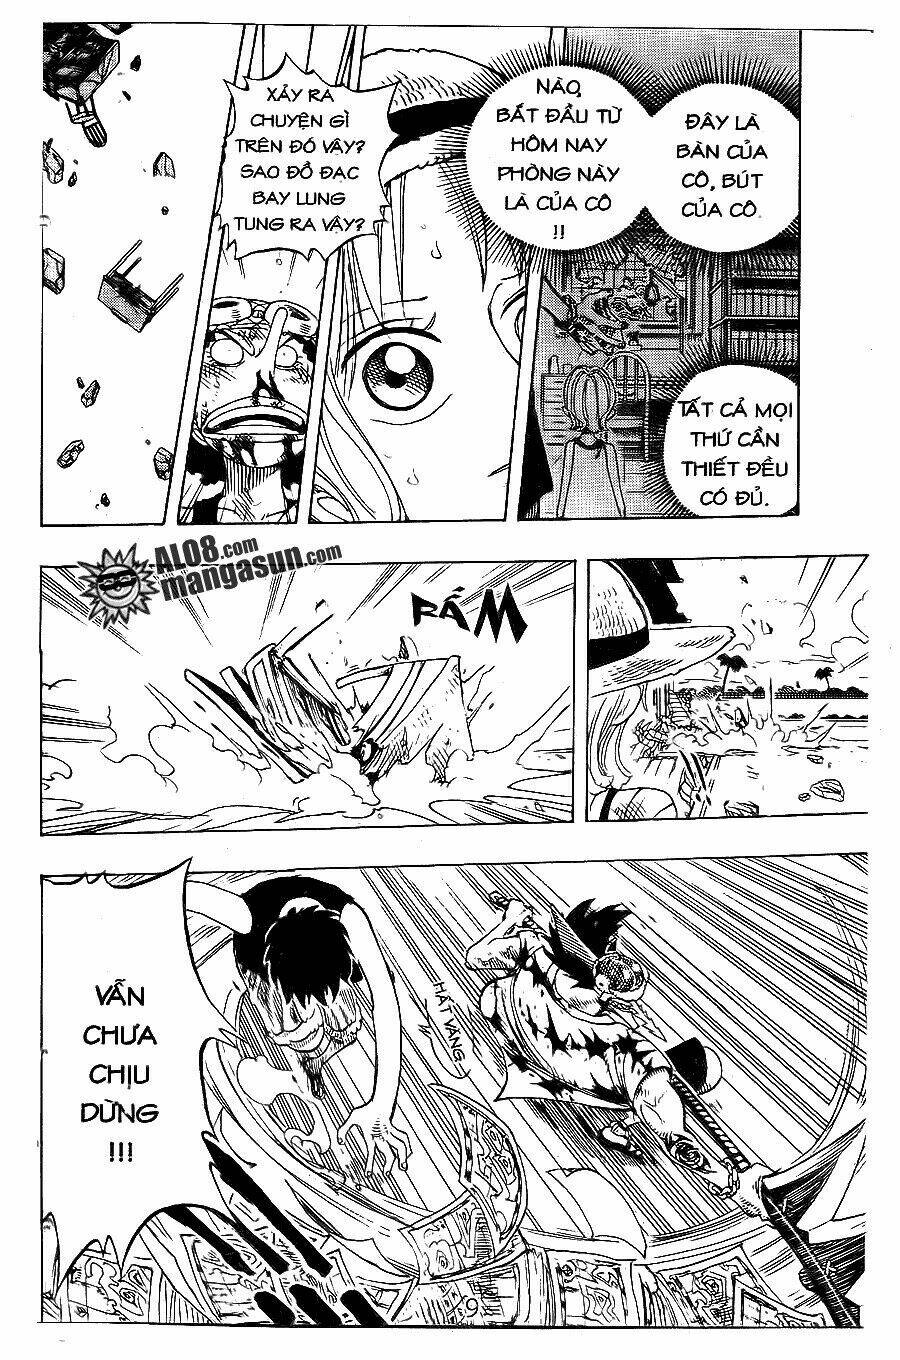 ĐÂY LÀ
BÀN CỦA
CÔ, BÚT
CỦA CÔ.
NÀO,
BẮT ĐẦU TỪ
HÔM NAY
PHÒNG NÀY
LÀ CỦA CÔ
!!
TẤT CẢ MỌI
THỨ CẦN
THIẾT ĐỀU
CÓ ĐỦ.
XẢY RA
CHUYỆN GÌ
TRÊN ĐÓ VẬY?
SAO ĐỒ ĐẠC
BAY LUNG
TUNG RA VẬY?
AL08.com
mangasun.com
RẦM
HẤT VĂNG
VẪN
CHƯA
CHỊU
DỪNG
!!!
9